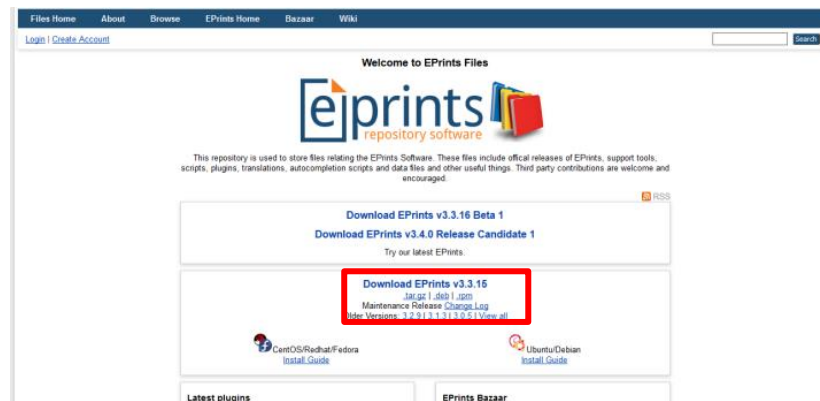 Files Home About Browse EPrints Home Bazaar Wiki
Login | Create Account
Search
Welcome to EPrints Files
eprints
repository software
This repository is used to store files relating the EPrints Software. These files include offical releases of EPrints, support tools,
scripts, plugins, translations, autocompletion scripts and data files and other useful things. Third party contributions are welcome and
encouraged.
RSS
Download EPrints v3.3.16 Beta 1
Download EPrints v3.4.0 Release Candidate 1
Try our latest EPrints.
Download EPrints v3.3.15
.tar.gz | .deb | .rpm
Maintenance Release Change Log
Older Versions: 3.2.9 | 3.1.3 | 3.0.5 | View all
CentOS/Redhat/Fedora
Install Guide
Ubuntu/Debian
Install Guide
Latest plugins
EPrints Bazaar